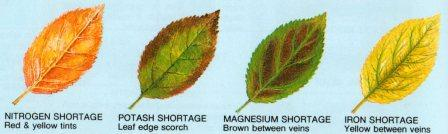 NITROGEN SHORTAGE
Red & yellow tints
POTASH SHORTAGE
Leaf edge scorch
MAGNESIUM SHORTAGE
Brown between veins
IRON SHORTAGE
Yellow between veins